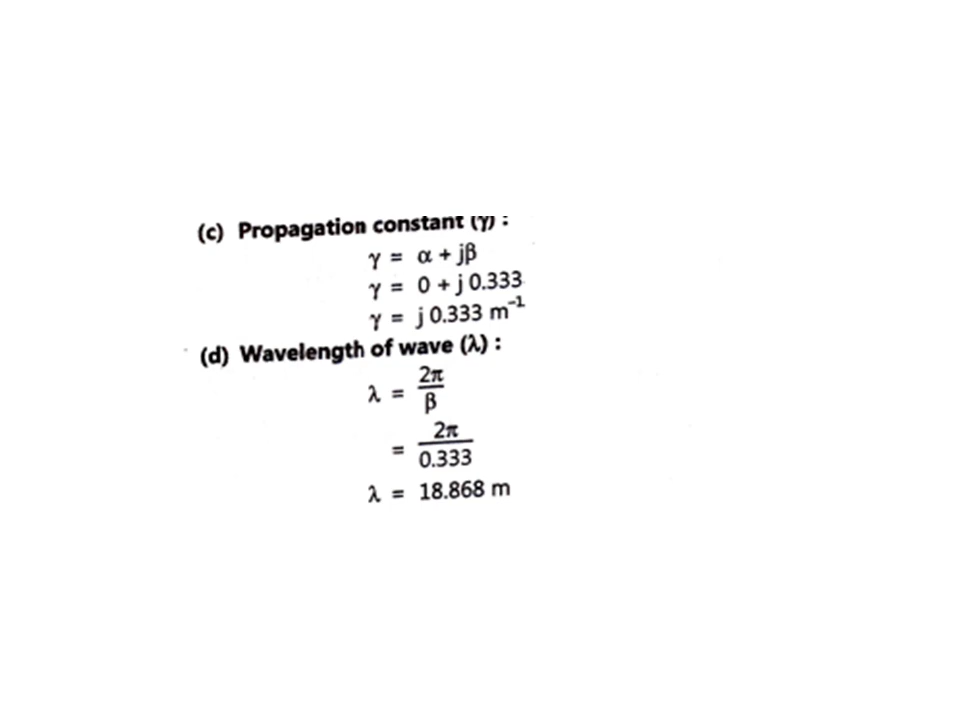 (c) Propagation constant (γ) :
γ = α + jβ
γ = 0 + j 0.333
γ = j 0.333 m⁻¹
(d) Wavelength of wave (λ) :
λ = 2π/β
= 2π/0.333
λ = 18.868 m